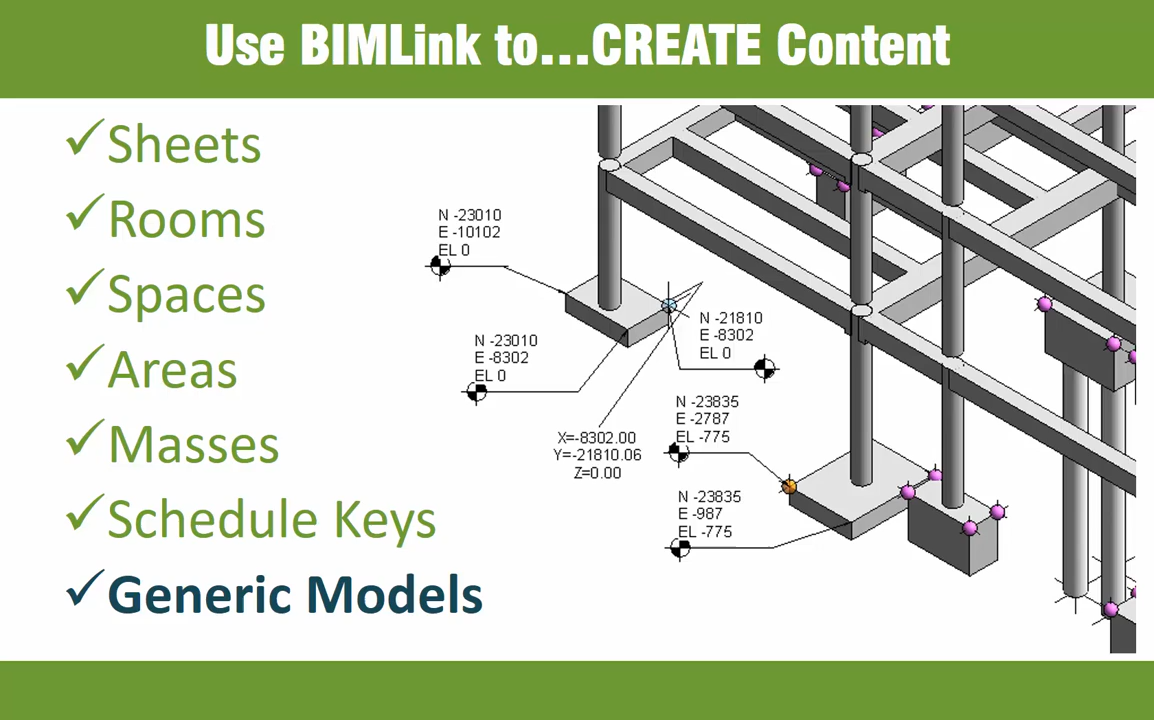 Use BIMLink to...CREATE Content
Sheets
Rooms
Spaces
Areas
Masses
Schedule Keys
Generic Models
N -23010
E -10102
EL 0
N -23010
E -8302
EL 0
N -21810
E -8302
EL 0
X=-8302.00
Y=-21810.06
Z=0.00
N -23835
E -2787
EL -775
N -23835
E -987
EL -775